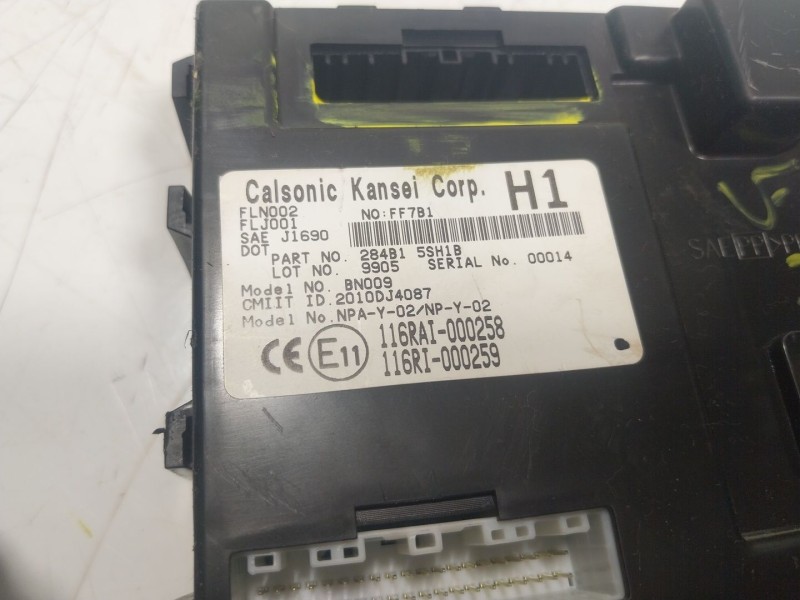 Calsonic Kansei Corp. H1
FLN002 NO:FF7B1
FLJ001
SAE J1690
DOT
PART NO. 284B1 5SH1B
LOT NO. 9905 SERIAL No. 00014
Model NO. BN009
CMIIT ID.2010DJ4087
Model No.NPA-Y-02/NP-Y-02
CE E11 116RAI-000258
116RI-000259